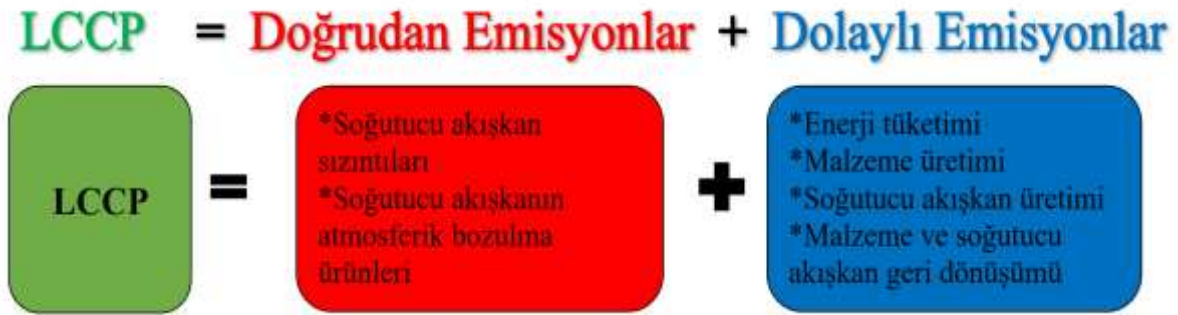 LCCP = Doğrudan Emisyonlar + Dolaylı Emisyonlar
LCCP
=
*Soğutucu akışkan
sızıntıları
*Soğutucu akışkanın
atmosferik bozulma
ürünleri
+
*Enerji tüketimi
*Malzeme üretimi
*Soğutucu akışkan üretimi
*Malzeme ve soğutucu
akışkan geri dönüşümü